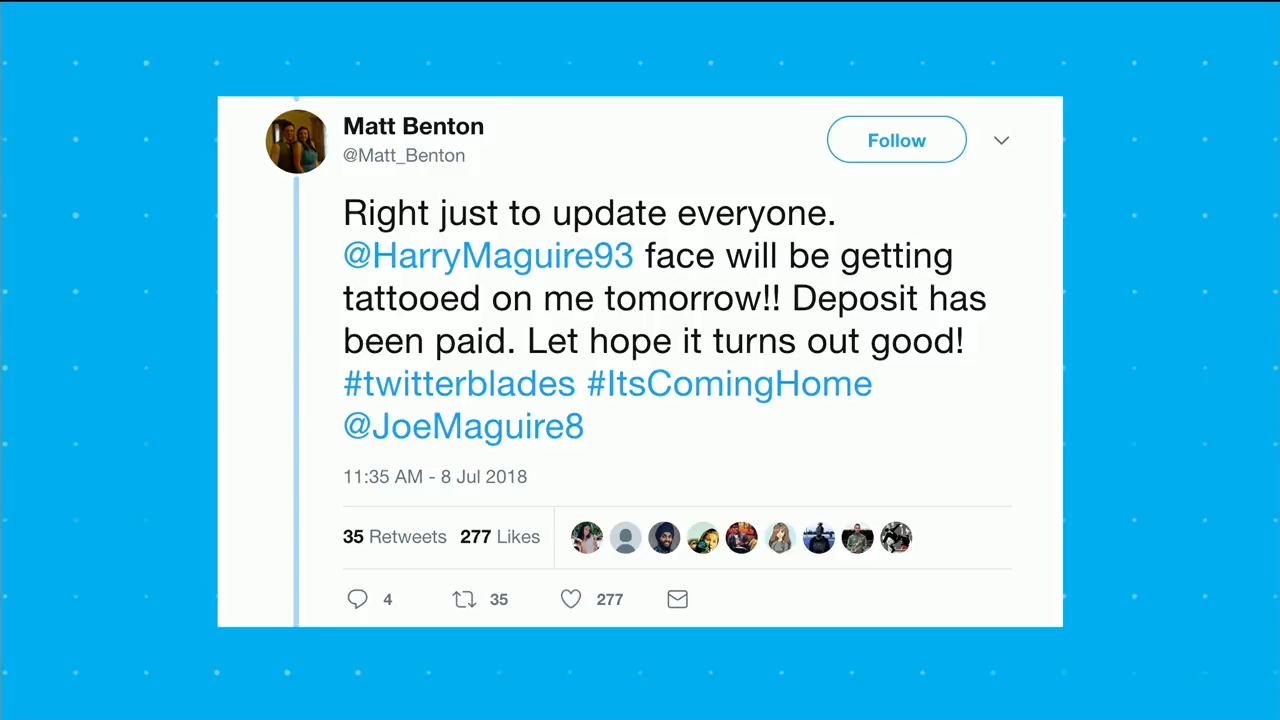 Matt Benton
@Matt_Benton
Follow
Right just to update everyone.
@HarryMaguire93 face will be getting
tattooed on me tomorrow!! Deposit has
been paid. Let hope it turns out good!
#twitterblades #ItsComingHome
@JoeMaguire8
11:35 AM - 8 Jul 2018
35 Retweets 277 Likes
4 35 277